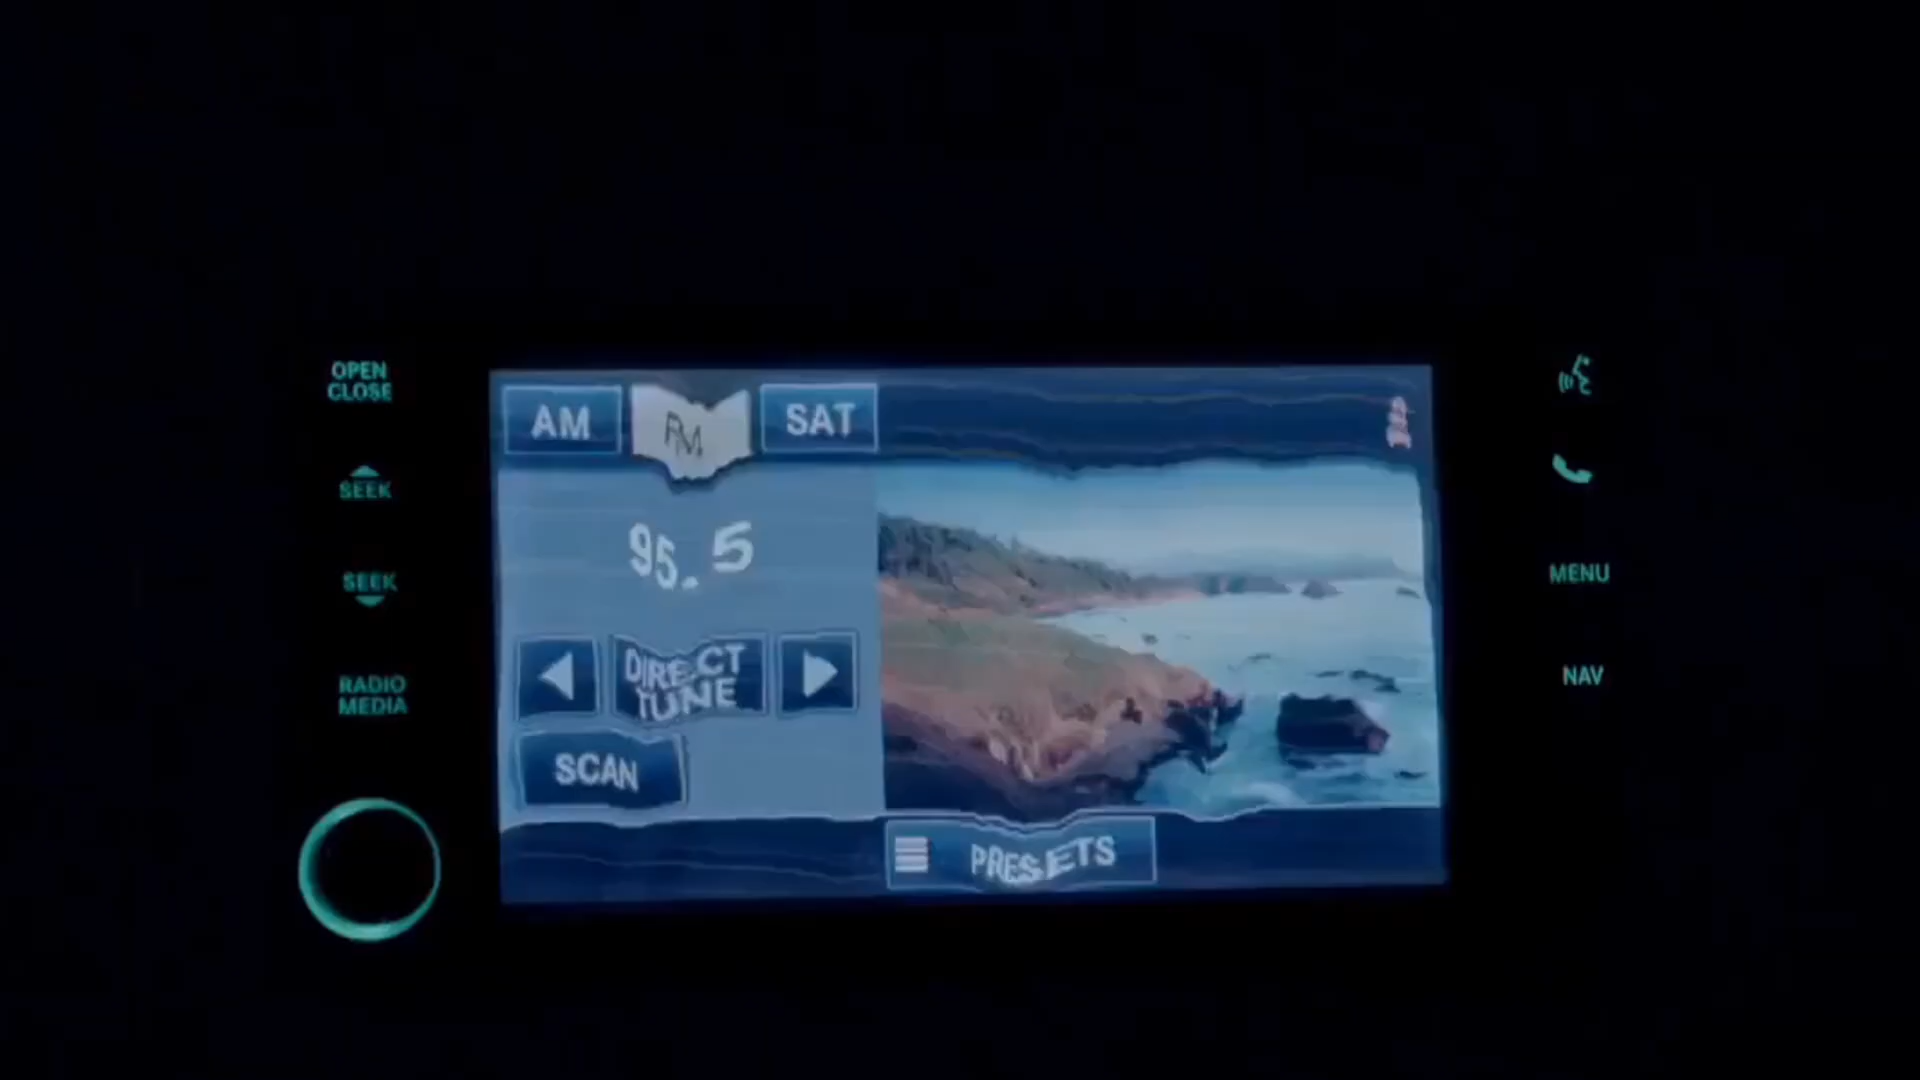 OPEN
CLOSE
SEEK
SEEK
RADIO
MEDIA
AM
FM
SAT
95.5
DIRECT
TUNE
SCAN
PRESETS
MENU
NAV